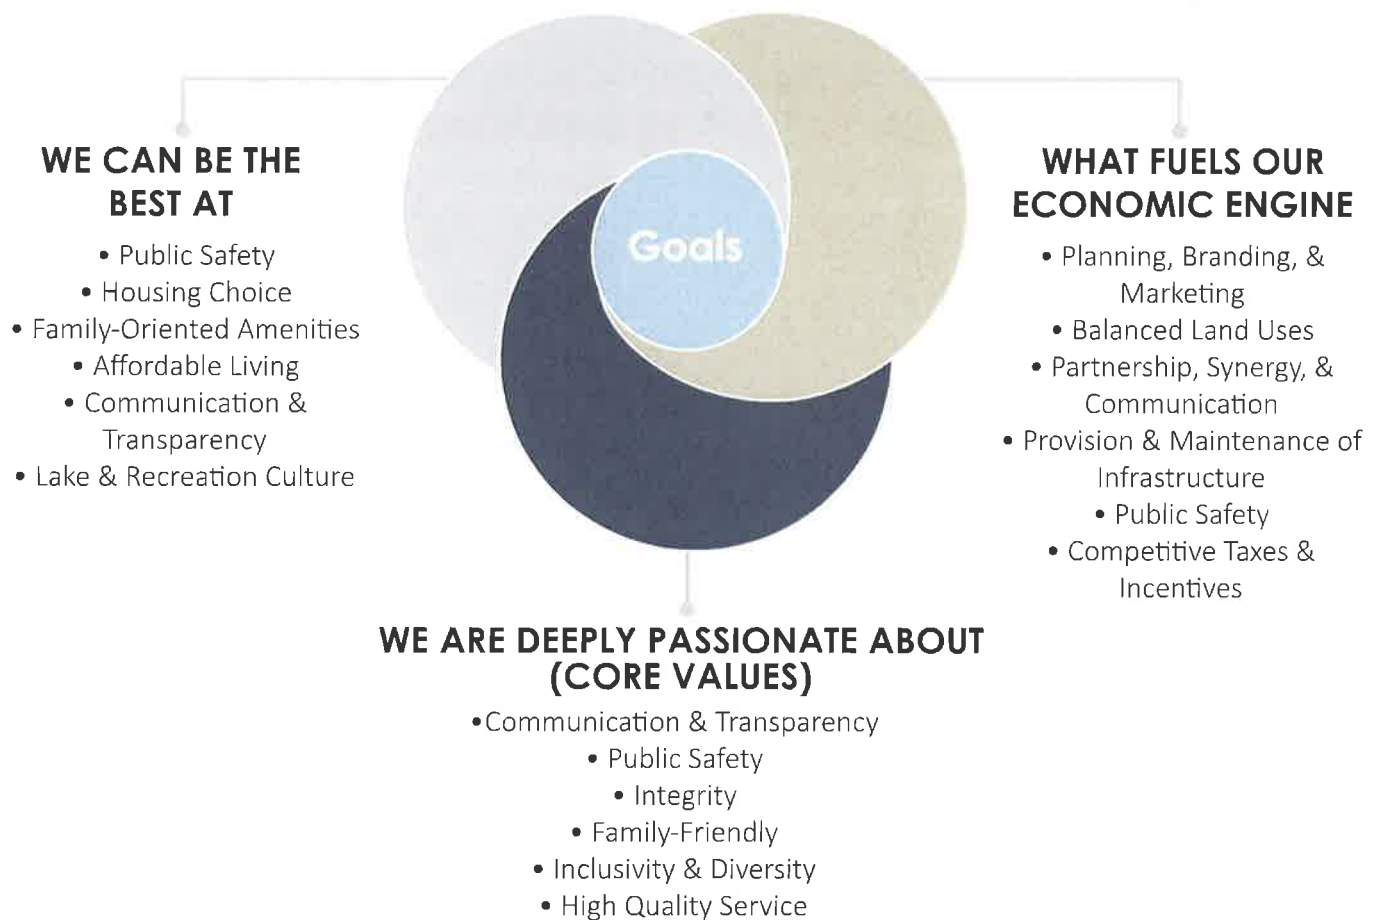 WE CAN BE THE
BEST AT
• Public Safety
• Housing Choice
• Family-Oriented Amenities
• Affordable Living
• Communication &
Transparency
• Lake & Recreation Culture
Goals
WHAT FUELS OUR
ECONOMIC ENGINE
• Planning, Branding, &
Marketing
• Balanced Land Uses
• Partnership, Synergy, &
Communication
• Provision & Maintenance of
Infrastructure
• Public Safety
• Competitive Taxes &
Incentives
WE ARE DEEPLY PASSIONATE ABOUT
(CORE VALUES)
•Communication & Transparency
• Public Safety
• Integrity
• Family-Friendly
• Inclusivity & Diversity
• High Quality Service